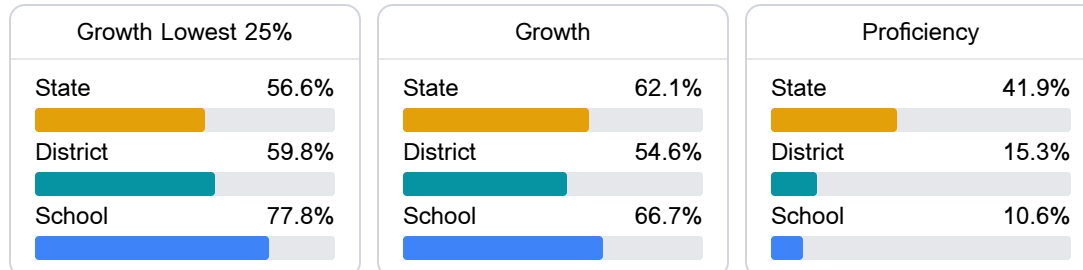 Growth Lowest 25%
State 56.6%
District 59.8%
School 77.8%
Growth
State 62.1%
District 54.6%
School 66.7%
Proficiency
State 41.9%
District 15.3%
School 10.6%